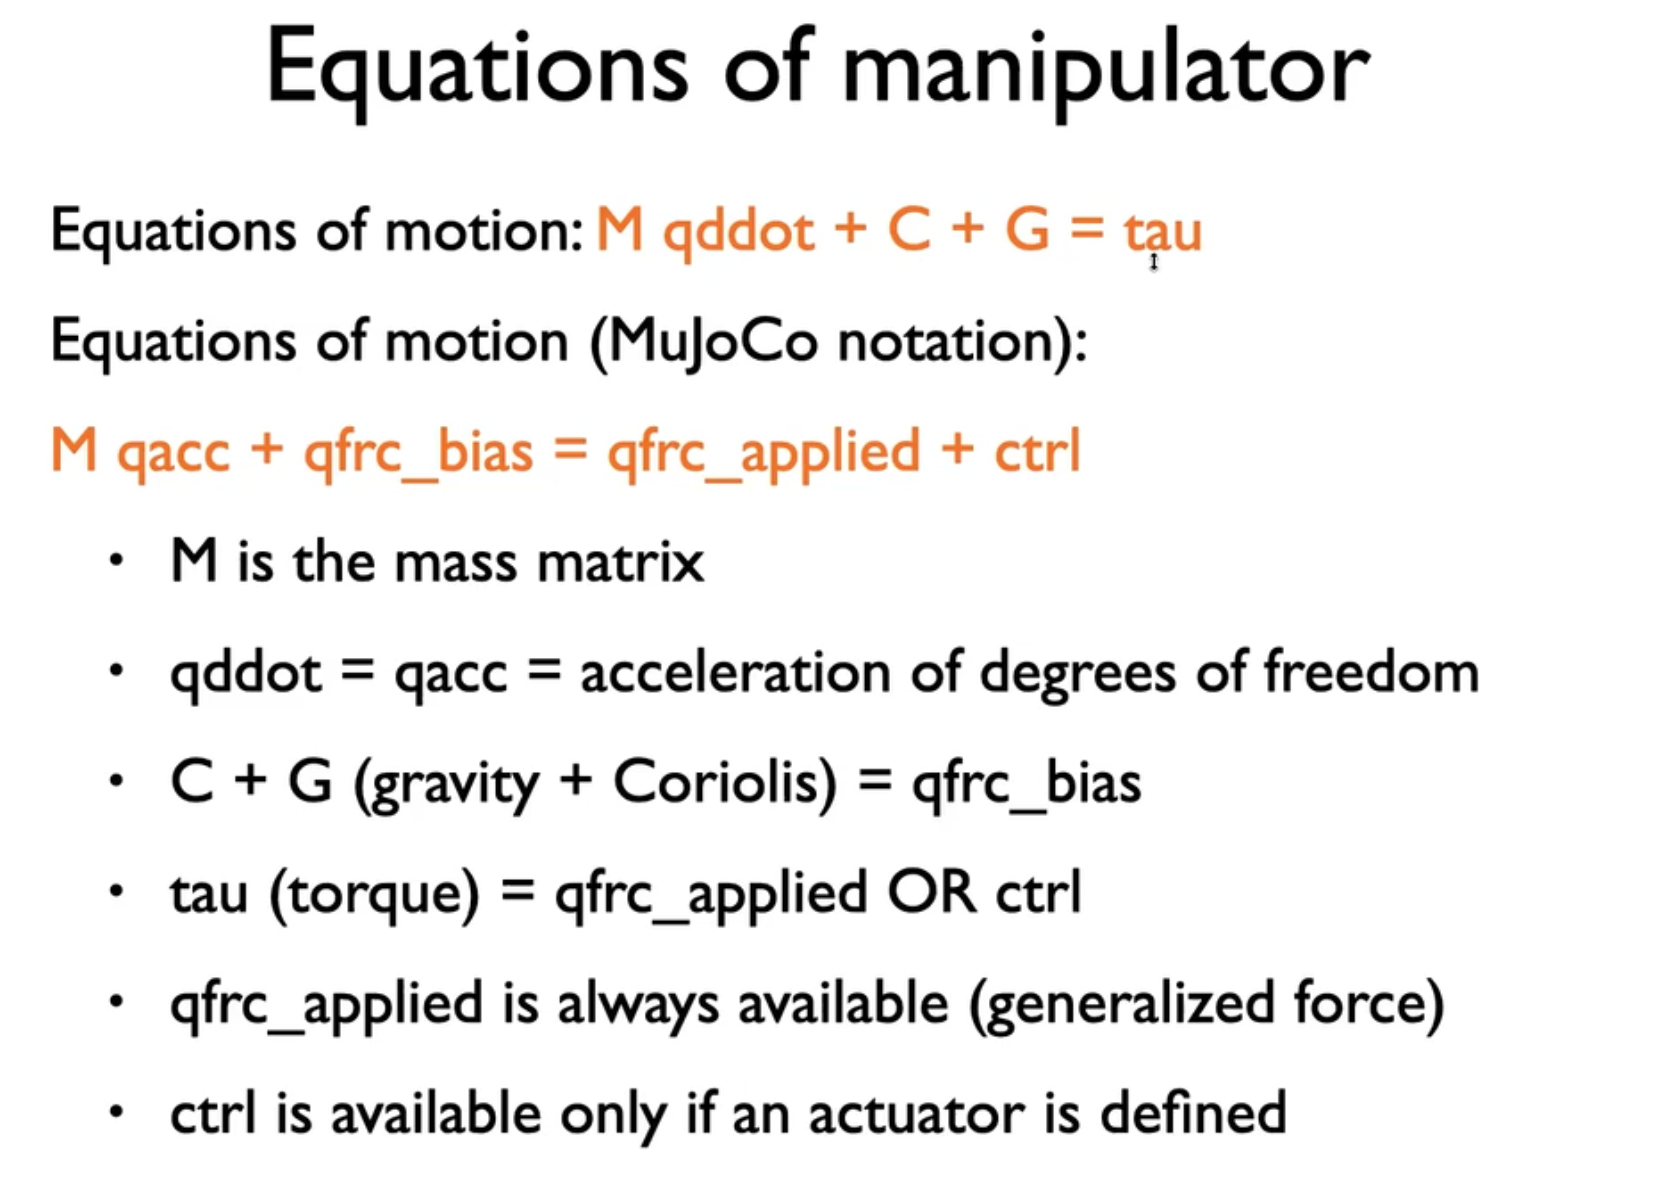 Equations of manipulator
Equations of motion: M qddot + C + G = tau
Equations of motion (MuJoCo notation):
M qacc + qfrc_bias = qfrc_applied + ctrl
• M is the mass matrix
• qddot = qacc = acceleration of degrees of freedom
• C + G (gravity + Coriolis) = qfrc_bias
• tau (torque) = qfrc_applied OR ctrl
• qfrc_applied is always available (generalized force)
• ctrl is available only if an actuator is defined